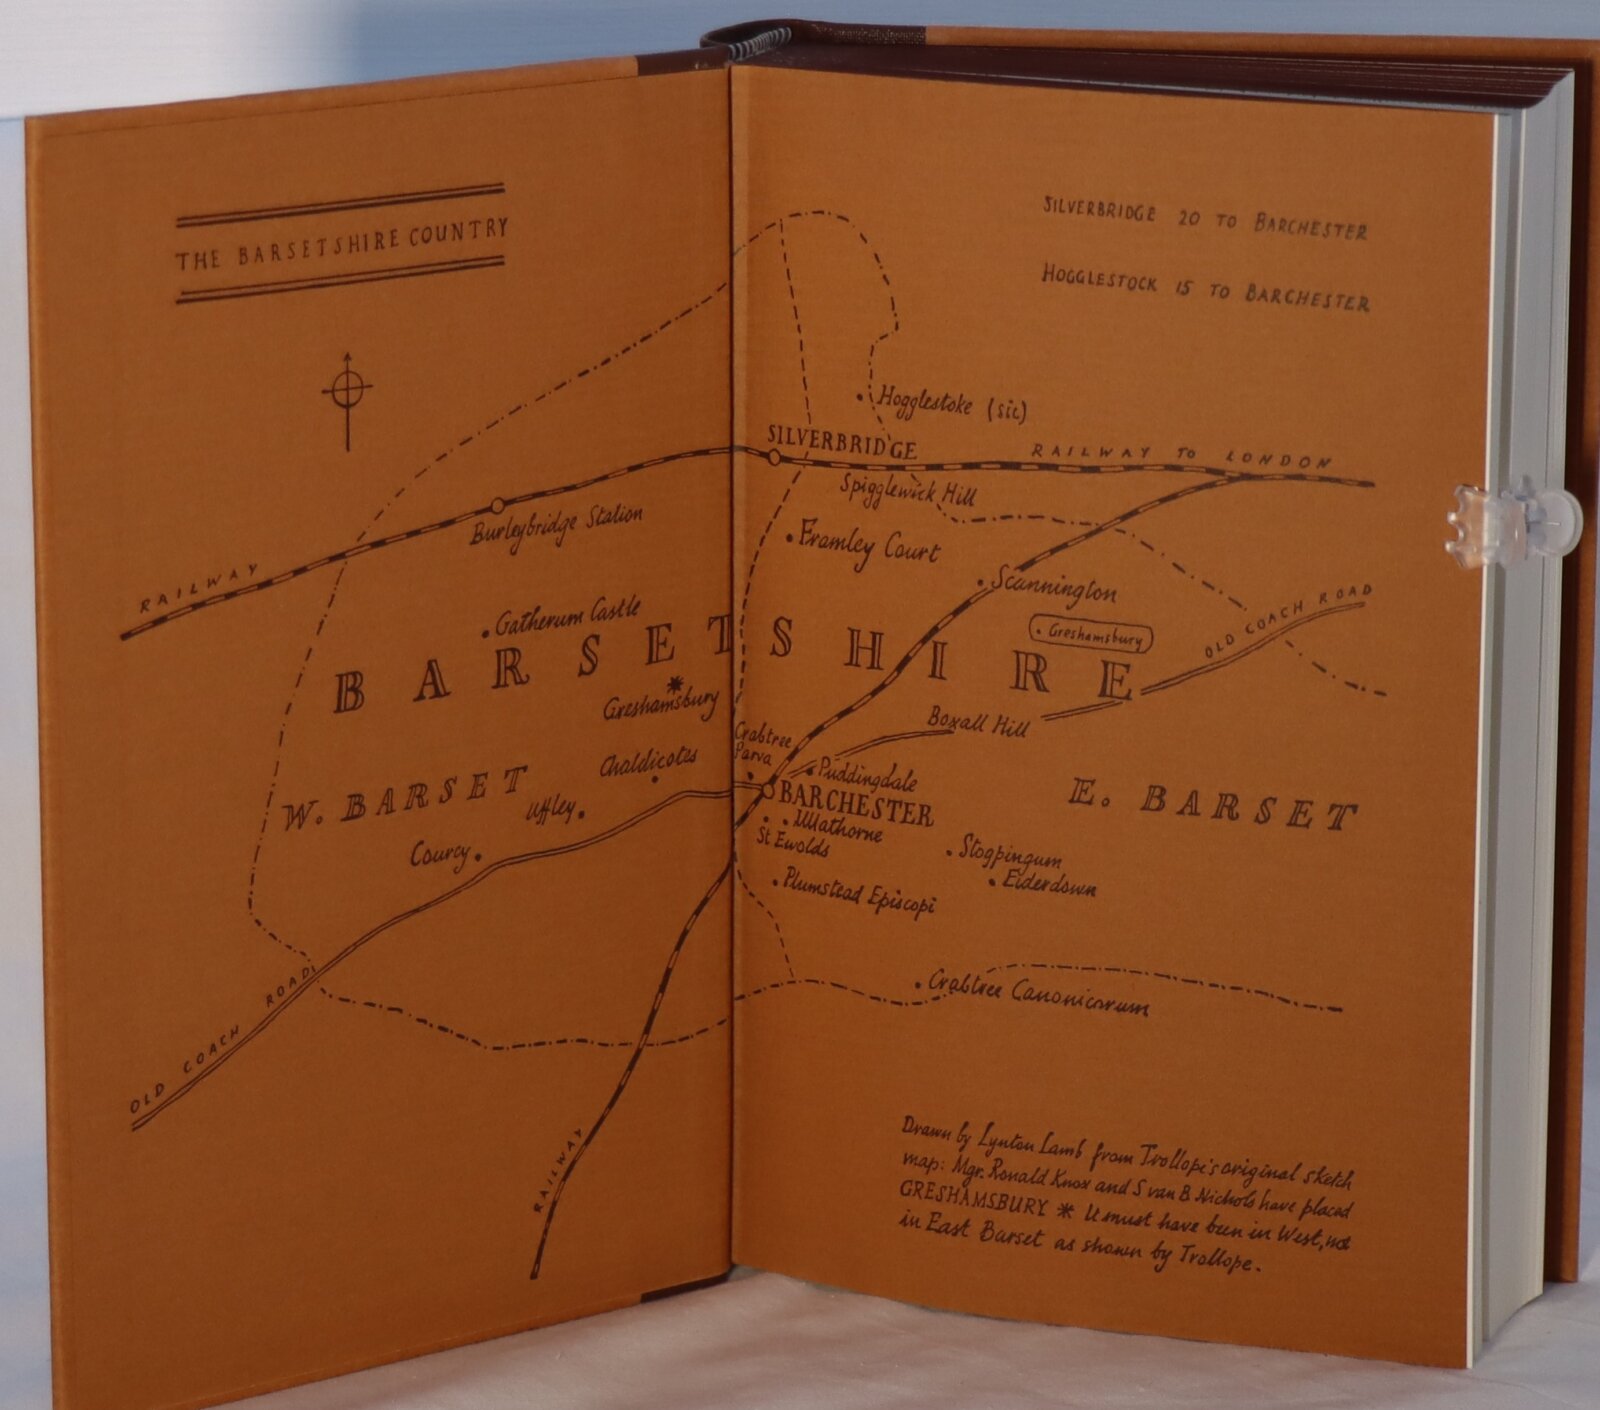 THE BARSETSHIRE COUNTRY
SILVERBRIDGE 20 TO BARCHESTER
HOGGLESTOCK 15 TO BARCHESTER
Hogglestoke (sic)
SILVERBRIDGE
RAILWAY TO LONDON
Spigglewick Hill
Burleybridge Station
Framley Court
RAILWAY
Scannington
OLD COACH ROAD
Gatherum Castle
Greshamsbury
BARSETSHIRE
Greshamsbury
Boxall Hill
Crabtree
Parva
Chaldicotes
Puddingdale
W. BARSET
E. BARSET
BARCHESTER
Uffley
Ullathorne
St Ewolds
Courcy
Stogpingum
Eiderdown
Plumstead Episcopi
Crabtree Canonicorum
OLD COACH ROAD
RAILWAY
Drawn by Lynton Lamb from Trollope's original sketch
map: Mgr. Ronald Knox and S van B Nichols have placed
GRESHAMSBURY * It must have been in West, not
in East Barset as shown by Trollope.